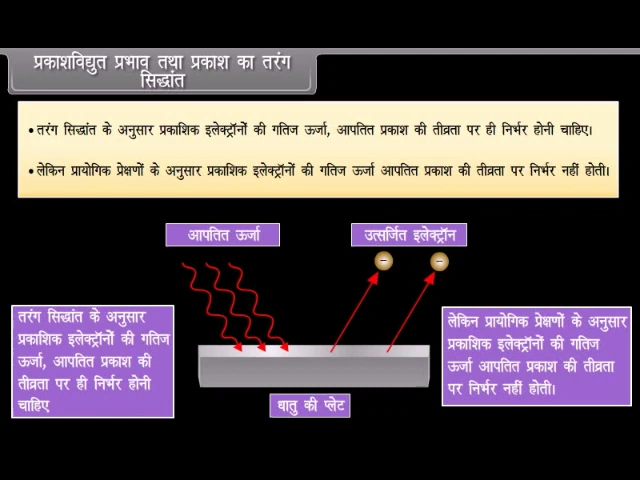 प्रकाशविद्युत प्रभाव तथा प्रकाश का तरंग
सिद्धांत
•तरंग सिद्धांत के अनुसार प्रकाशिक इलेक्ट्रॉनों की गतिज ऊर्जा, आपतित प्रकाश की तीव्रता पर ही निर्भर होनी चाहिए।
•लेकिन प्रायोगिक प्रेक्षणों के अनुसार प्रकाशिक इलेक्ट्रॉनों की गतिज ऊर्जा आपतित प्रकाश की तीव्रता पर निर्भर नहीं होती।
आपतित ऊर्जा
उत्सर्जित इलेक्ट्रॉन
तरंग सिद्धांत के अनुसार
प्रकाशिक इलेक्ट्रॉनों की गतिज
ऊर्जा, आपतित प्रकाश की
तीव्रता पर ही निर्भर होनी
चाहिए
लेकिन प्रायोगिक प्रेक्षणों के अनुसार
प्रकाशिक इलेक्ट्रॉनों की गतिज
ऊर्जा आपतित प्रकाश की तीव्रता
पर निर्भर नहीं होती।
धातु की प्लेट